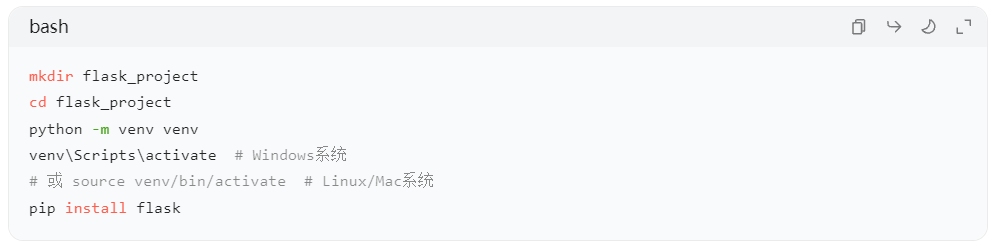 bash
mkdir flask_project
cd flask_project
python -m venv venv
venv\Scripts\activate  # Windows系统
# 或 source venv/bin/activate  # Linux/Mac系统
pip install flask